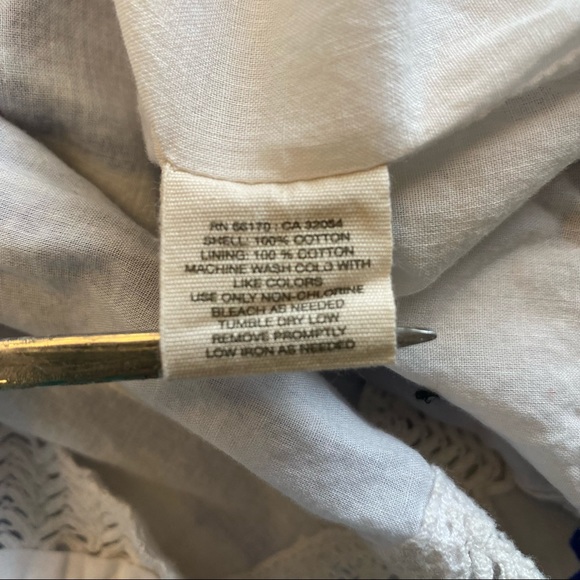 RN 56170 : CA 32054
SHELL: 100% COTTON
LINING: 100 % COTTON
MACHINE WASH COLD WITH
LIKE COLORS
USE ONLY NON-CHLORINE
BLEACH AS NEEDED
TUMBLE DRY LOW
REMOVE PROMPTLY
LOW IRON AS NEEDED